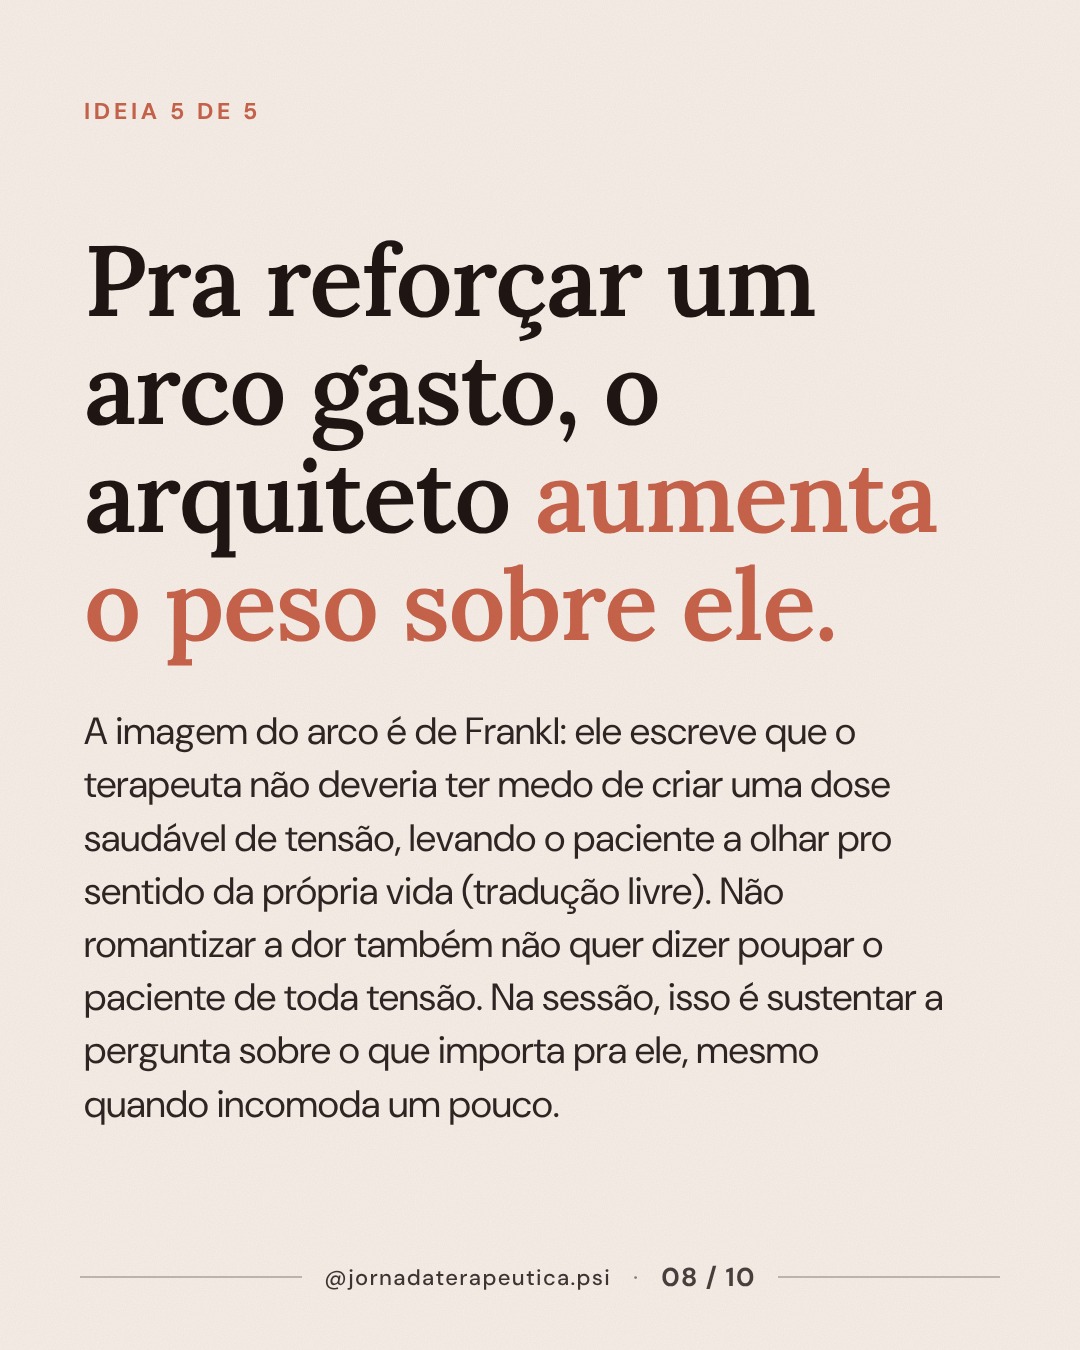 IDEIA 5 DE 5
Pra reforçar um
arco gasto, o
arquiteto aumenta
o peso sobre ele.
A imagem do arco é de Frankl: ele escreve que o
terapeuta não deveria ter medo de criar uma dose
saudável de tensão, levando o paciente a olhar pro
sentido da própria vida (tradução livre). Não
romantizar a dor também não quer dizer poupar o
paciente de toda tensão. Na sessão, isso é sustentar a
pergunta sobre o que importa pra ele, mesmo
quando incomoda um pouco.
@jornadaterapeutica.psi · 08 / 10